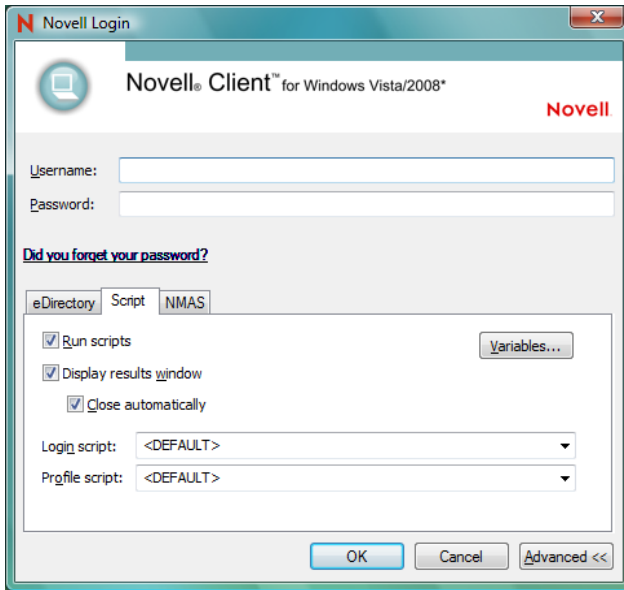 Novell Login
Novell® Client™ for Windows Vista/2008*
Novell
Username:
Password:
Did you forget your password?
eDirectory Script NMAS
Run scripts
Variables...
Display results window
Close automatically
Login script: <DEFAULT>
Profile script: <DEFAULT>
OK Cancel Advanced <<